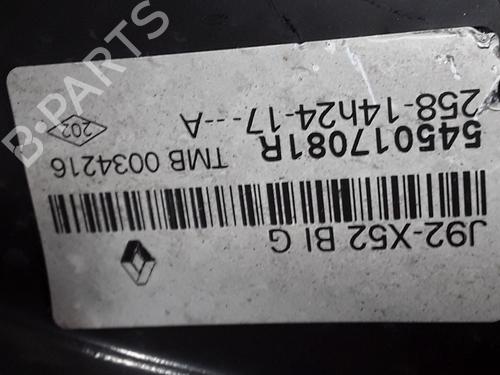 J92-X52 BI G
TMB 0034216
545017081R
258-14h24-17---A
202
B-PARTS